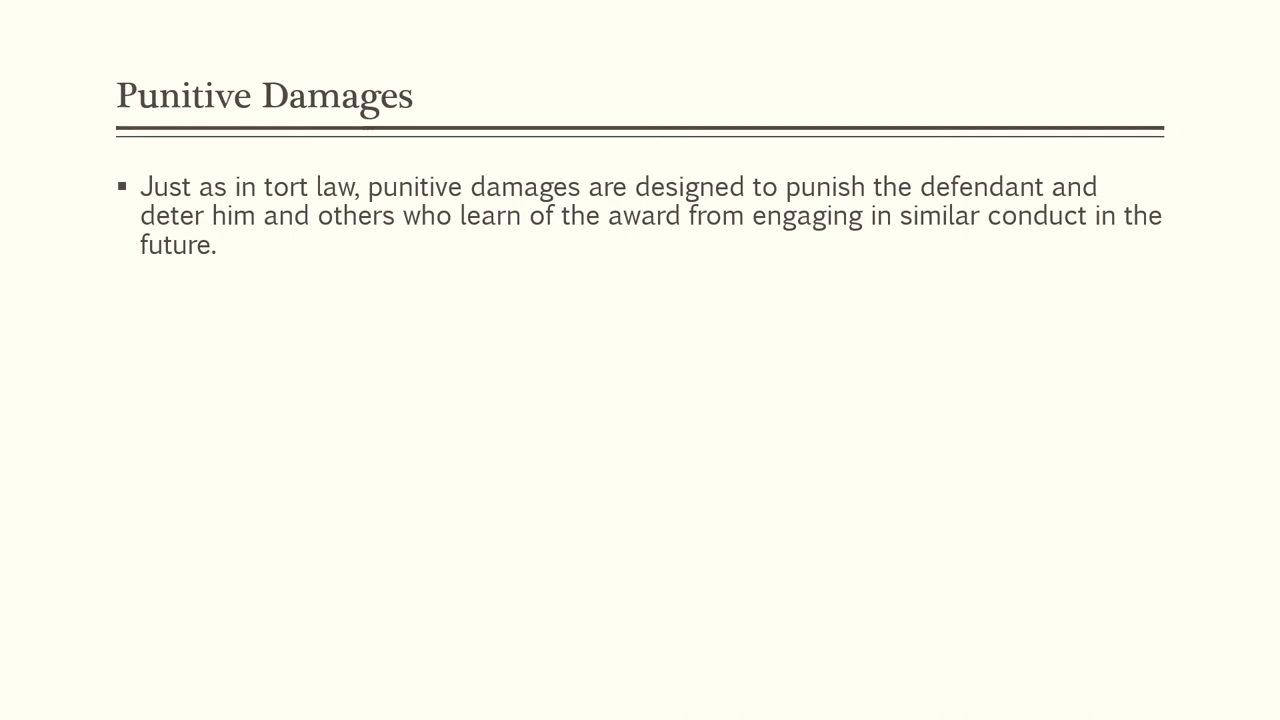 Punitive Damages
▪ Just as in tort law, punitive damages are designed to punish the defendant and
deter him and others who learn of the award from engaging in similar conduct in the
future.